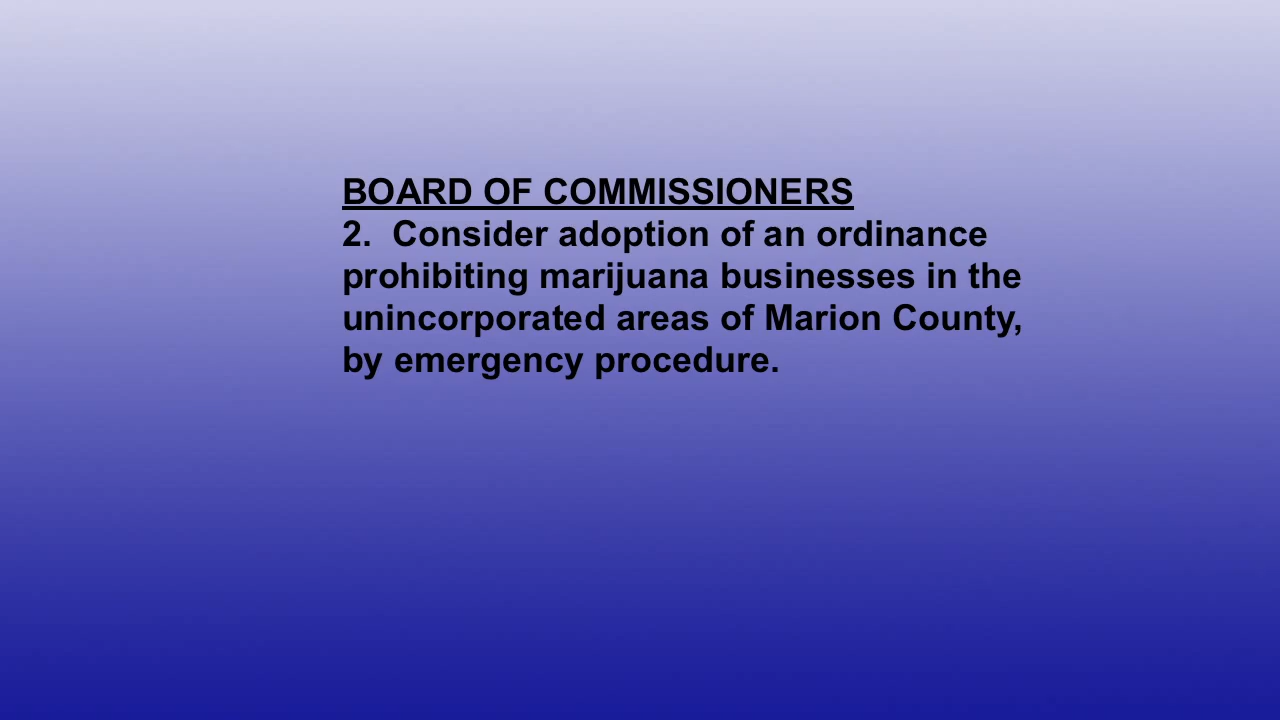 BOARD OF COMMISSIONERS
2.  Consider adoption of an ordinance
prohibiting marijuana businesses in the
unincorporated areas of Marion County,
by emergency procedure.